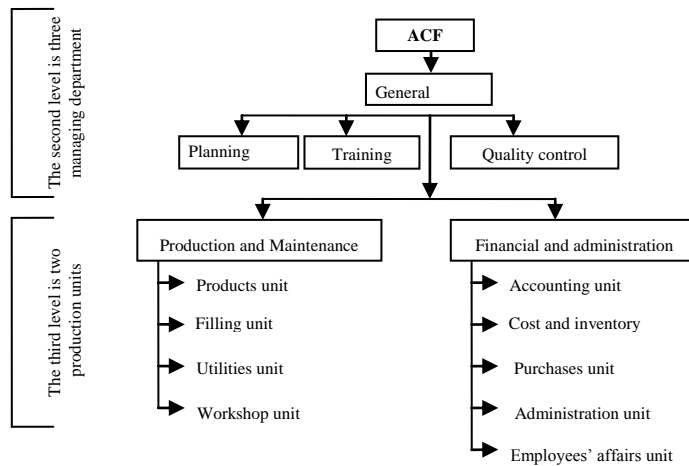 The second level is three
managing department
ACF
General
Planning
Training
Quality control
The third level is two
production units
Production and Maintenance
Products unit
Filling unit
Utilities unit
Workshop unit
Financial and administration
Accounting unit
Cost and inventory
Purchases unit
Administration unit
Employees’ affairs unit